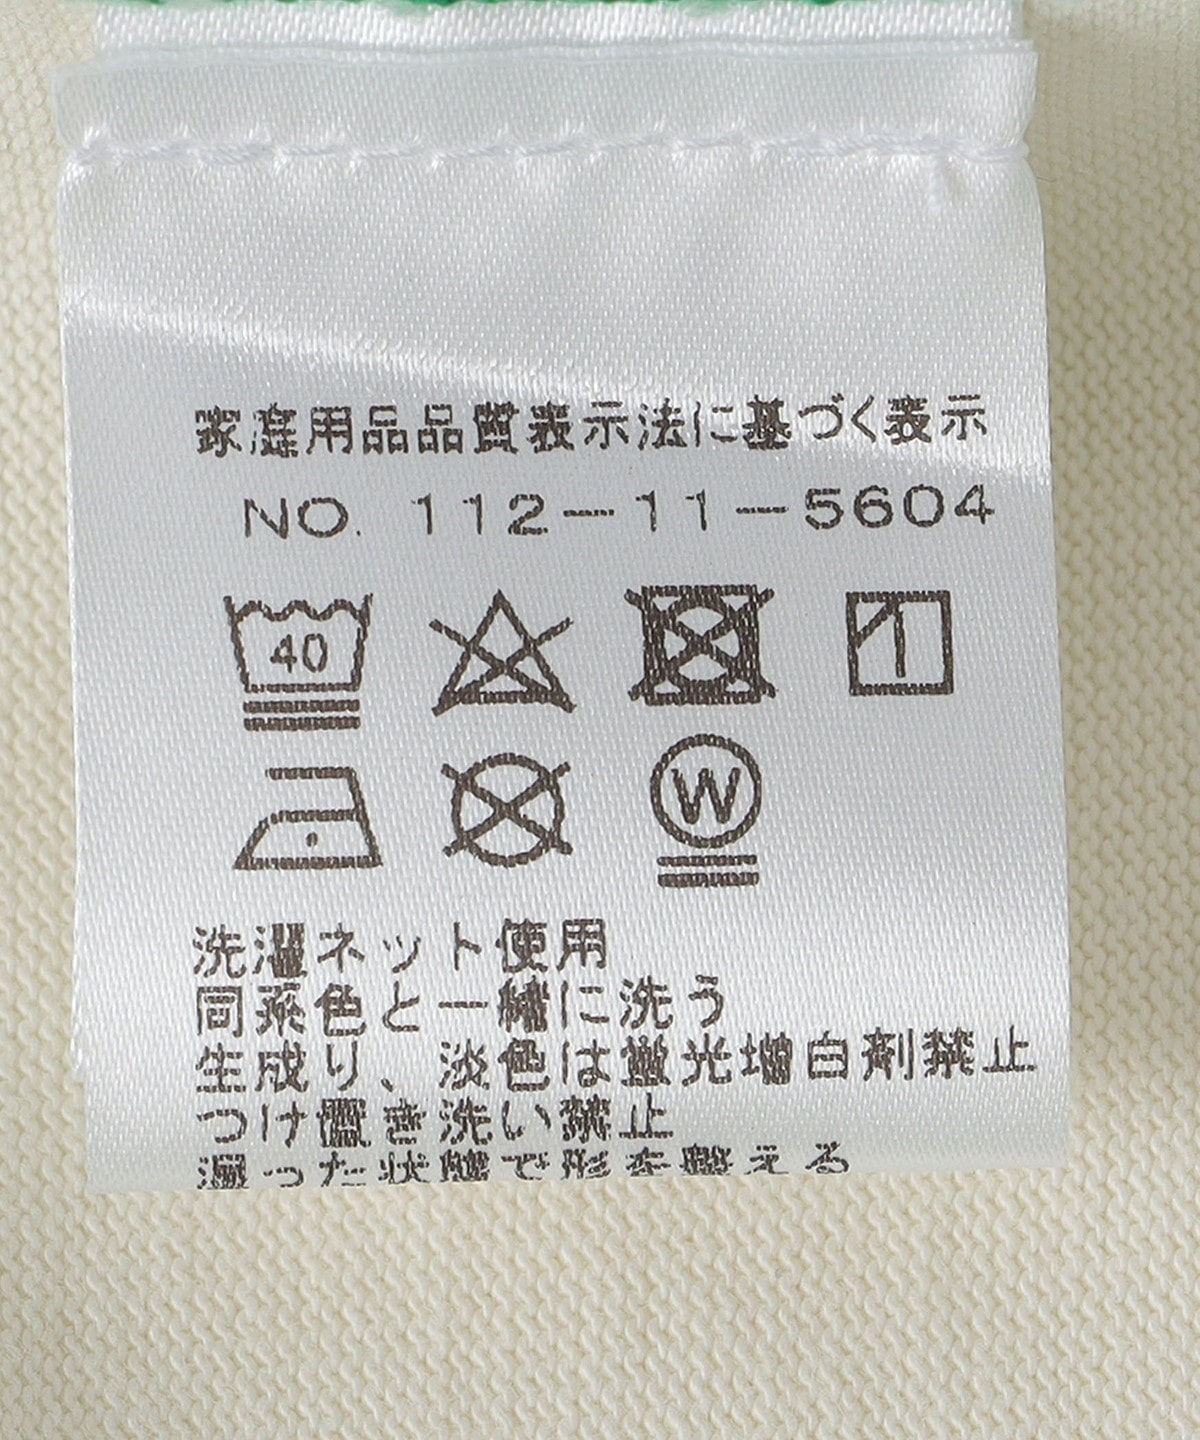 家庭用品品質表示法に基づく表示
NO. 112-11-5604
40
W
洗濯ネット使用
同系色と一緒に洗う
生成り、淡色は蛍光増白剤禁止
つけ置き洗い禁止
湿った状態で形を整える